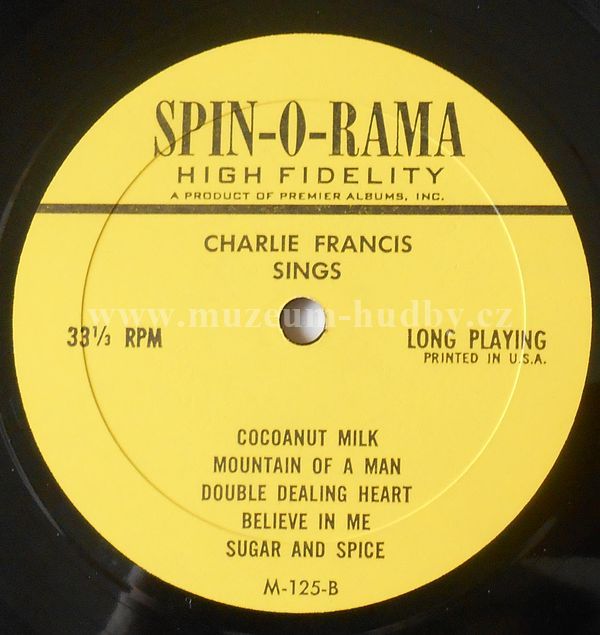 SPIN-O-RAMA
HIGH FIDELITY
A PRODUCT OF PREMIER ALBUMS, INC.
CHARLIE FRANCIS
SINGS
www.muzeum-hudby.cz
33⅓ RPM
LONG PLAYING
PRINTED IN U.S.A.
COCOANUT MILK
MOUNTAIN OF A MAN
DOUBLE DEALING HEART
BELIEVE IN ME
SUGAR AND SPICE
M-125-B